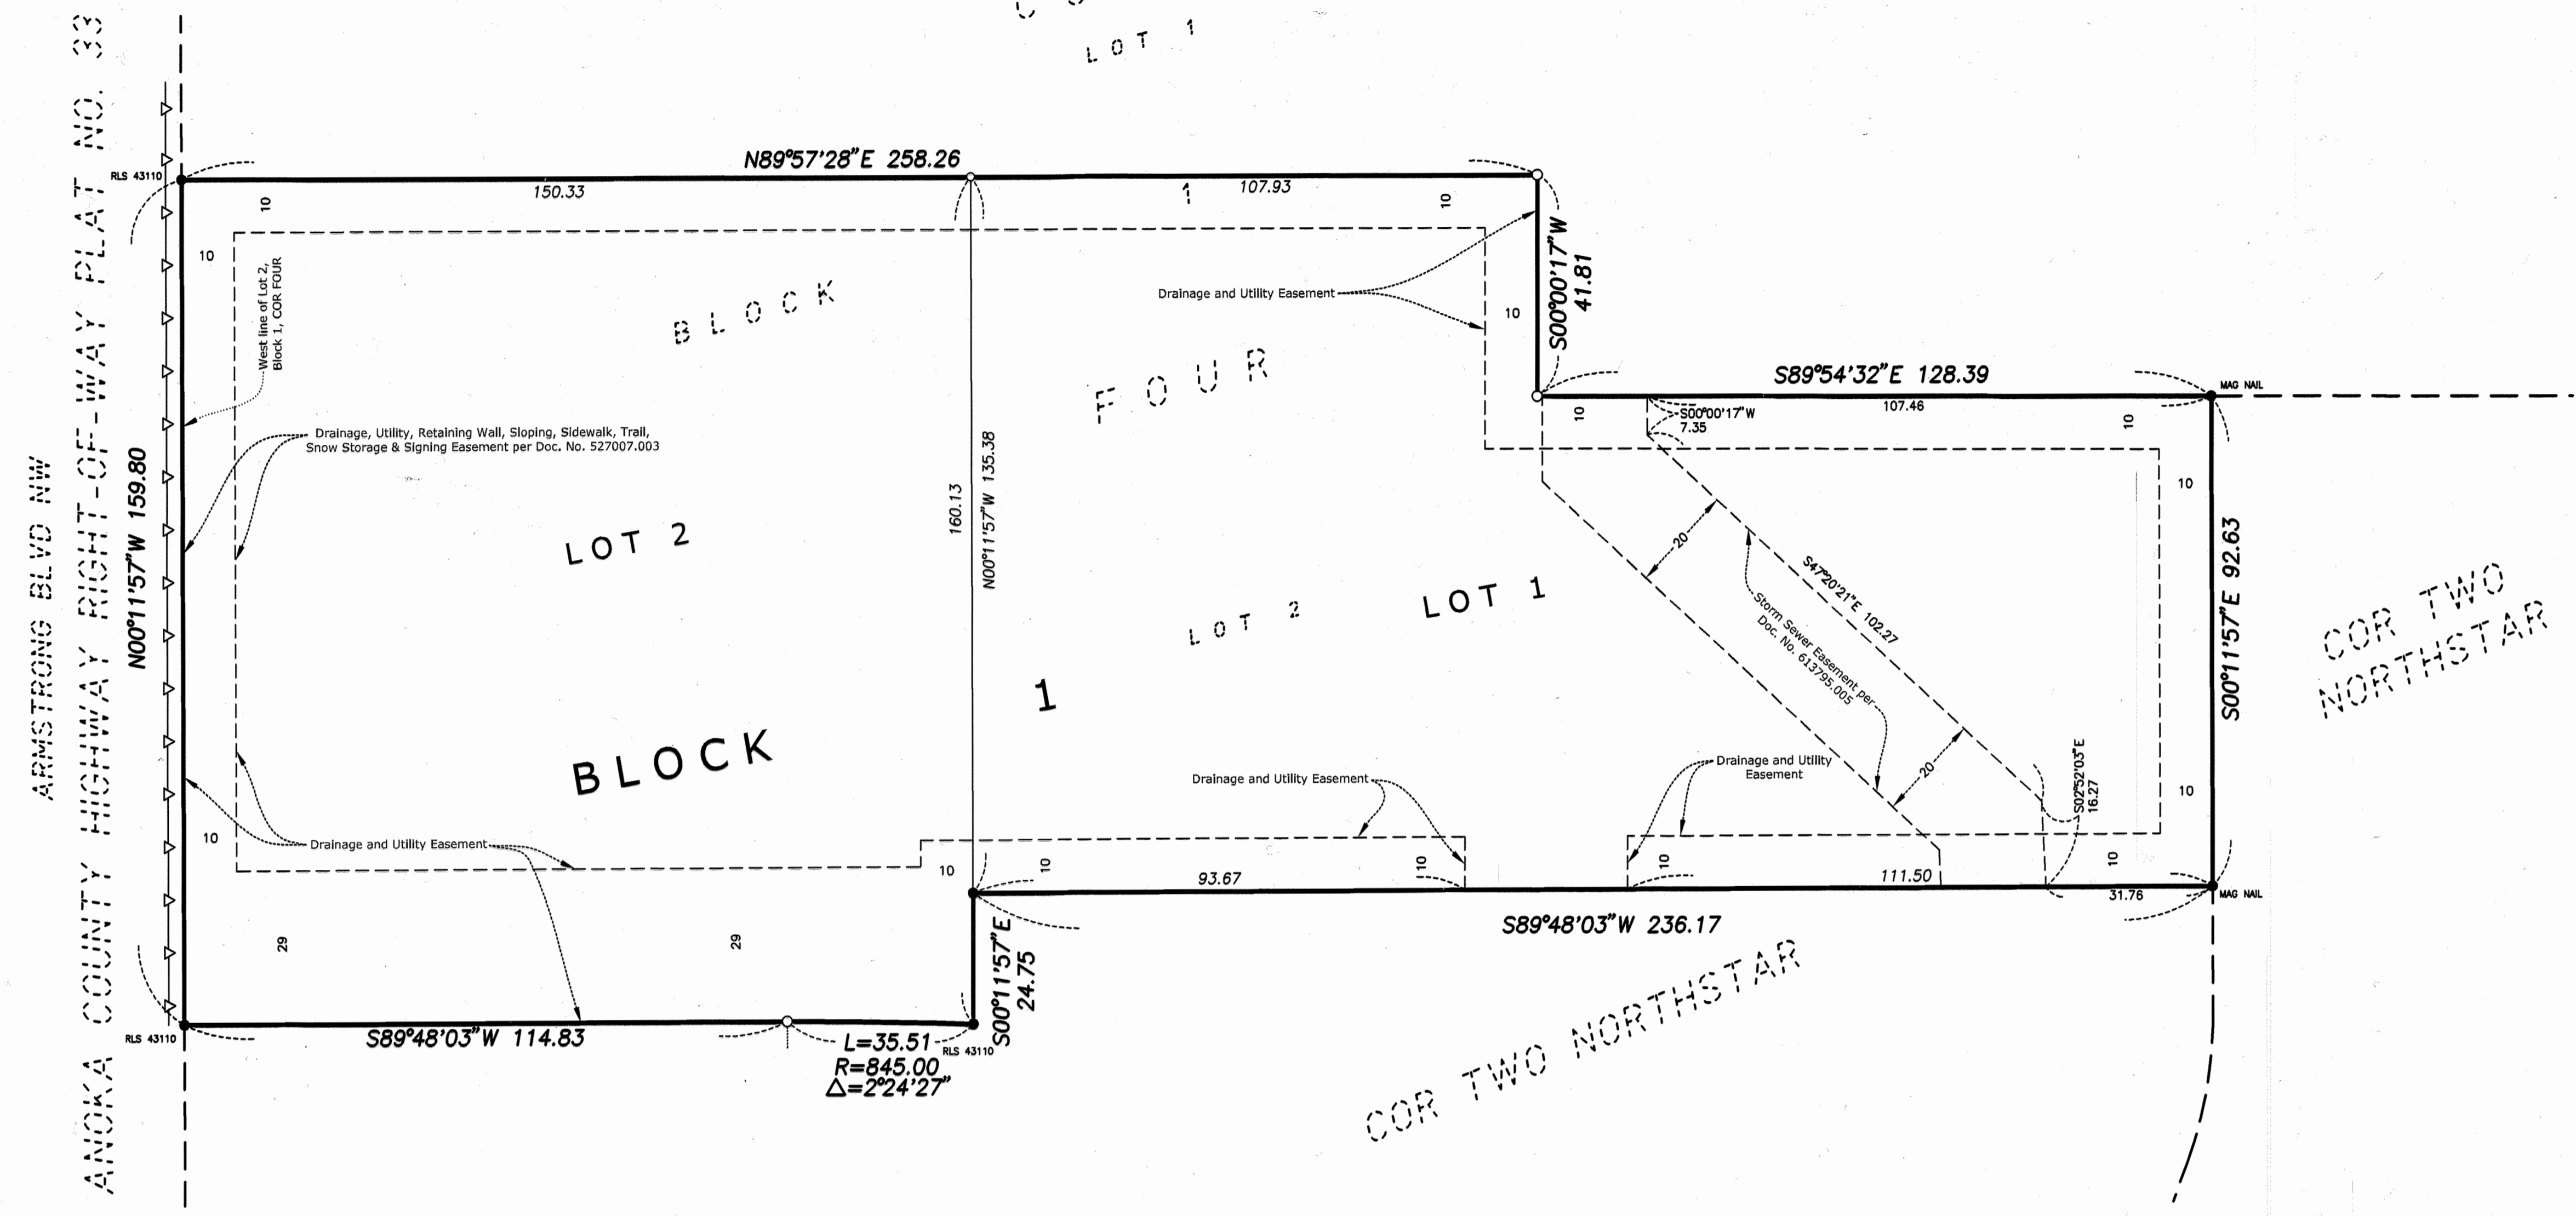 LOT 1
ANOKA COUNTY HIGHWAY RIGHT-OF-WAY PLAT NO. 33
ARMSTRONG BLVD NW
N00°11'57"W 159.80
RLS 43110
N89°57'28"E 258.26
150.33
107.93
1
10
10
10
West line of Lot 2,
Block 1, COR FOUR
BLOCK
Drainage and Utility Easement
10
S00°00'17"W
41.81
FOUR
S89°54'32"E 128.39
MAG NAIL
10
S00°00'17"W
7.35
107.46
10
Drainage, Utility, Retaining Wall, Sloping, Sidewalk, Trail,
Snow Storage & Signing Easement per Doc. No. 527007.003
160.13
N00°11'57"W 135.38
10
LOT 2
20
S47°20'21"E 102.27
S00°11'57"E 92.63
LOT 2
LOT 1
Storm Sewer Easement per
Doc. No. 613795.005
COR TWO
NORTHSTAR
1
BLOCK
Drainage and Utility Easement
Drainage and Utility
Easement
20
S02°52'03"E
16.27
10
10
Drainage and Utility Easement
10
10
10
10
10
93.67
111.50
31.76
MAG NAIL
S89°48'03"W 236.17
29
29
S00°11'57"E
24.75
RLS 43110
S89°48'03"W 114.83
L=35.51
RLS 43110
R=845.00
Δ=2°24'27"
COR TWO NORTHSTAR